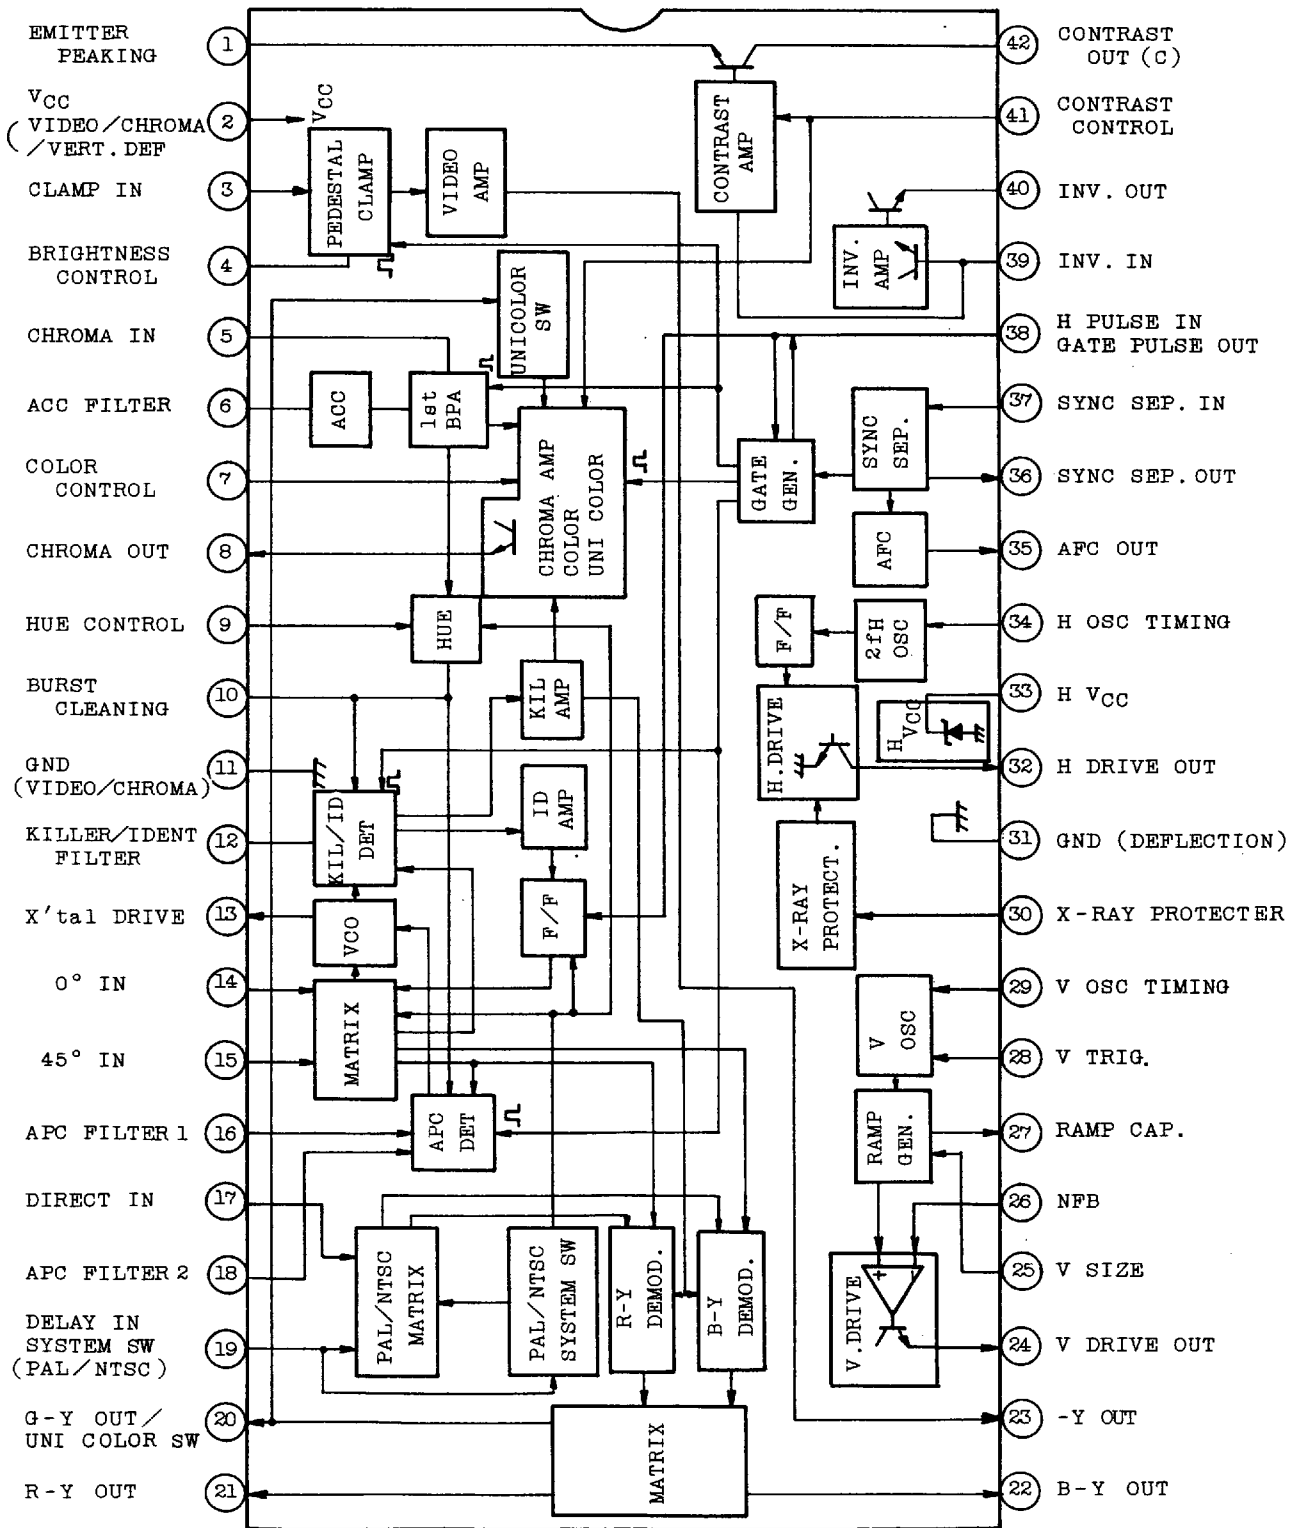 EMITTER
PEAKING
1
VCC
VIDEO/CHROMA
(/VERT. DEF
2
VCC
CLAMP IN
3
BRIGHTNESS
CONTROL
4
CHROMA IN
5
ACC FILTER
6
COLOR
CONTROL
7
CHROMA OUT
8
HUE CONTROL
9
BURST
CLEANING
10
GND
(VIDEO/CHROMA)
11
KILLER/IDENT
FILTER
12
X'tal DRIVE
13
0° IN
14
45° IN
15
APC FILTER 1
16
DIRECT IN
17
APC FILTER 2
18
DELAY IN
SYSTEM SW
(PAL/NTSC)
19
G-Y OUT/
UNI COLOR SW
20
R-Y OUT
21
PEDESTAL
CLAMP
VIDEO
AMP
UNICOLOR
SW
ACC
1st
BPA
CHROMA AMP
COLOR
UNI COLOR
HUE
KIL
AMP
KIL/ID
DET
ID
AMP
VCO
F/F
MATRIX
APC
DET
PAL/NTSC
MATRIX
PAL/NTSC
SYSTEM SW
R-Y
DEMOD.
B-Y
DEMOD.
MATRIX
CONTRAST
AMP
INV.
AMP
GATE
GEN.
SYNC
SEP.
AFC
F/F
2fH
OSC
H.DRIVE
H VCC
X-RAY
PROTECT.
V
OSC
RAMP
GEN.
V.DRIVE
+
-
42
CONTRAST
OUT (C)
41
CONTRAST
CONTROL
40
INV. OUT
39
INV. IN
38
H PULSE IN
GATE PULSE OUT
37
SYNC SEP. IN
36
SYNC SEP. OUT
35
AFC OUT
34
H OSC TIMING
33
H VCC
32
H DRIVE OUT
31
GND (DEFLECTION)
30
X-RAY PROTECTER
29
V OSC TIMING
28
V TRIG.
27
RAMP CAP.
26
NFB
25
V SIZE
24
V DRIVE OUT
23
-Y OUT
22
B-Y OUT